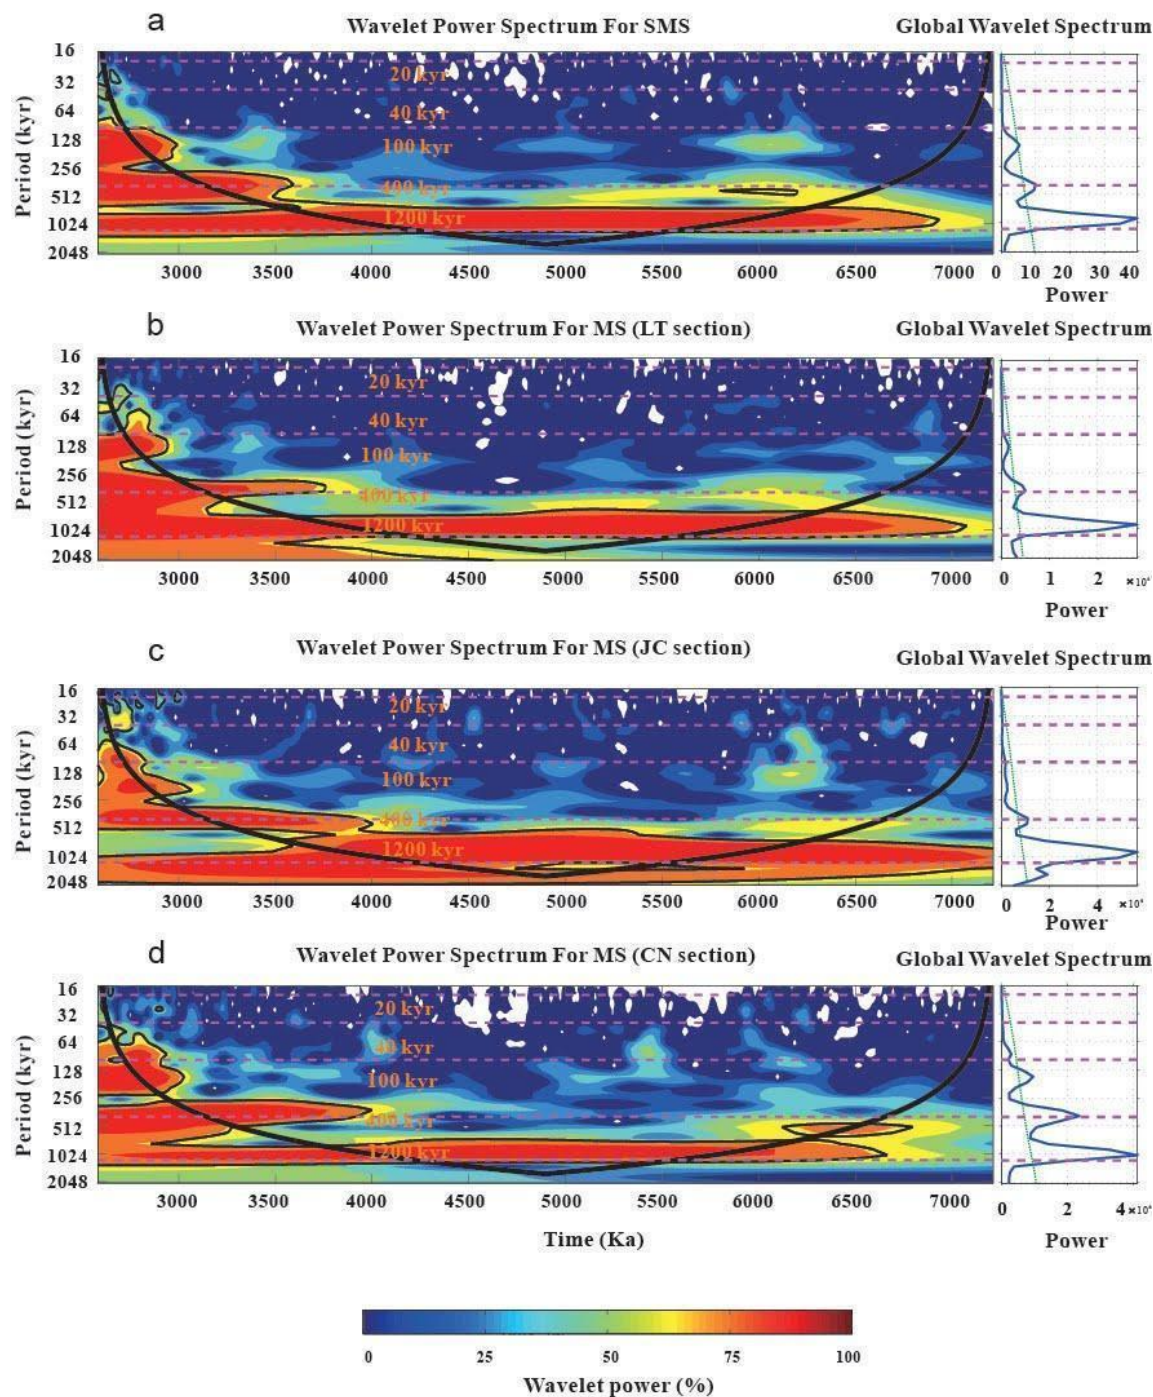 a
Wavelet Power Spectrum For SMS
Global Wavelet Spectrum
Period (kyr)
16
32
64
128
256
512
1024
2048
20 kyr
40 kyr
100 kyr
400 kyr
1200 kyr
3000 3500 4000 4500 5000 5500 6000 6500 7000
0 10 20 30 40
Power
b
Wavelet Power Spectrum For MS (LT section)
Global Wavelet Spectrum
Period (kyr)
16
32
64
128
256
512
1024
2048
20 kyr
40 kyr
100 kyr
400 kyr
1200 kyr
3000 3500 4000 4500 5000 5500 6000 6500 7000
0 1 2
Power
c
Wavelet Power Spectrum For MS (JC section)
Global Wavelet Spectrum
Period (kyr)
16
32
64
128
256
512
1024
2048
20 kyr
40 kyr
100 kyr
400 kyr
1200 kyr
3000 3500 4000 4500 5000 5500 6000 6500 7000
0 2 4
Power
d
Wavelet Power Spectrum For MS (CN section)
Global Wavelet Spectrum
Period (kyr)
16
32
64
128
256
512
1024
2048
20 kyr
40 kyr
100 kyr
400 kyr
1200 kyr
3000 3500 4000 4500 5000 5500 6000 6500 7000
0 2 4
Time (Ka)
Power
0 25 50 75 100
Wavelet power (%)